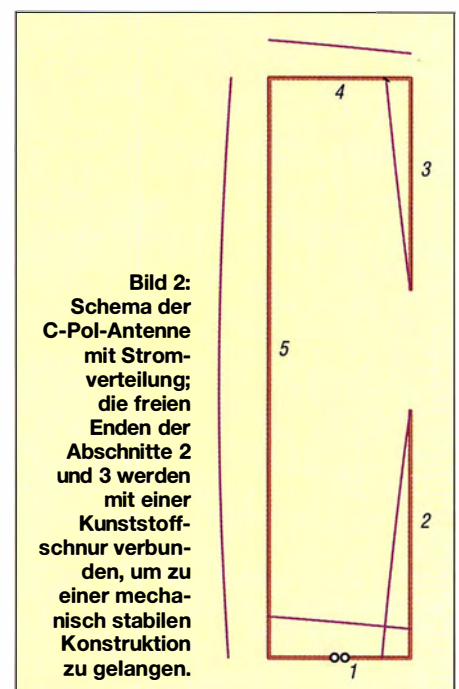 Bild 2:
Schema der
C-Pol-Antenne
mit Strom-
verteilung;
die freien
Enden der
Abschnitte 2
und 3 werden
mit einer
Kunststoff-
schnur verbun-
den, um zu
einer mecha-
nisch stabilen
Konstruktion
zu gelangen.
4
3
5
2
1